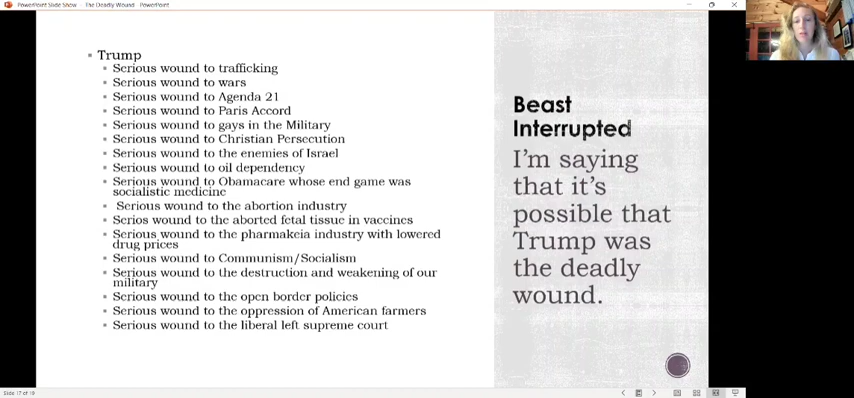 PowerPoint Slide Show - The Deadly Wound - PowerPoint
Trump
Serious wound to trafficking
Serious wound to wars
Serious wound to Agenda 21
Serious wound to Paris Accord
Serious wound to gays in the Military
Serious wound to Christian Persecution
Serious wound to the enemies of Israel
Serious wound to oil dependency
Serious wound to Obamacare whose end game was
socialistic medicine
Serious wound to the abortion industry
Serios wound to the aborted fetal tissue in vaccines
Serious wound to the pharmakeia industry with lowered
drug prices
Serious wound to Communism/Socialism
Serious wound to the destruction and weakening of our
military
Serious wound to the open border policies
Serious wound to the oppression of American farmers
Serious wound to the liberal left supreme court
Beast
Interrupted
I'm saying
that it's
possible that
Trump was
the deadly
wound.
Slide 17 of 18